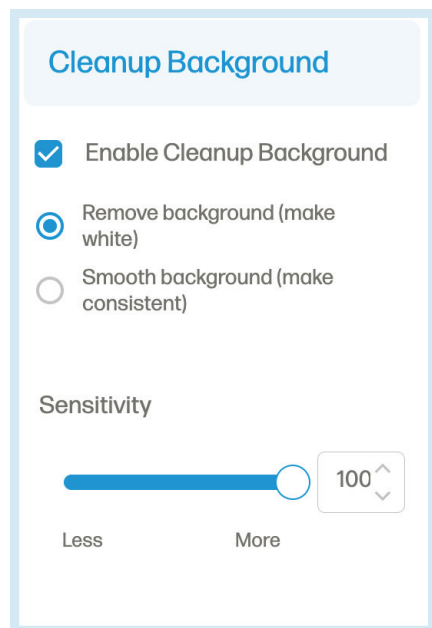 Cleanup Background
Enable Cleanup Background
Remove background (make
white)
Smooth background (make
consistent)
Sensitivity
100
Less More